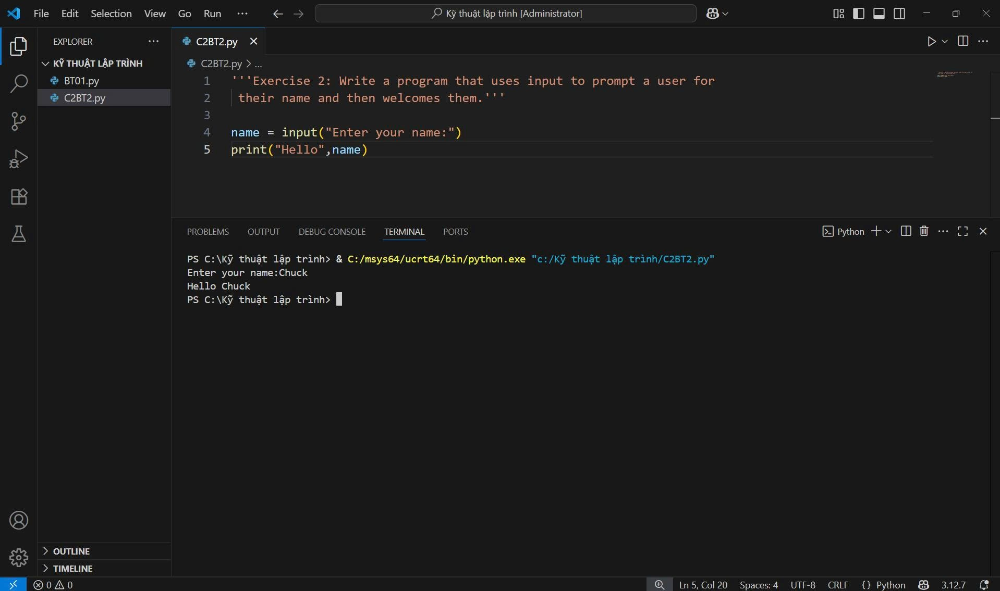 File Edit Selection View Go Run ...
Kỹ thuật lập trình [Administrator]
EXPLORER
KỸ THUẬT LẬP TRÌNH
BT01.py
C2BT2.py
OUTLINE
TIMELINE
C2BT2.py
C2BT2.py > ...
1 '''Exercise 2: Write a program that uses input to prompt a user for
2 their name and then welcomes them.'''
3
4 name = input("Enter your name:")
5 print("Hello",name)
PROBLEMS OUTPUT DEBUG CONSOLE TERMINAL PORTS
Python
PS C:\Kỹ thuật lập trình> & C:/msys64/ucrt64/bin/python.exe "c:/Kỹ thuật lập trình/C2BT2.py"
Enter your name:Chuck
Hello Chuck
PS C:\Kỹ thuật lập trình>
0 0 Ln 5, Col 20 Spaces: 4 UTF-8 CRLF {} Python 3.12.7